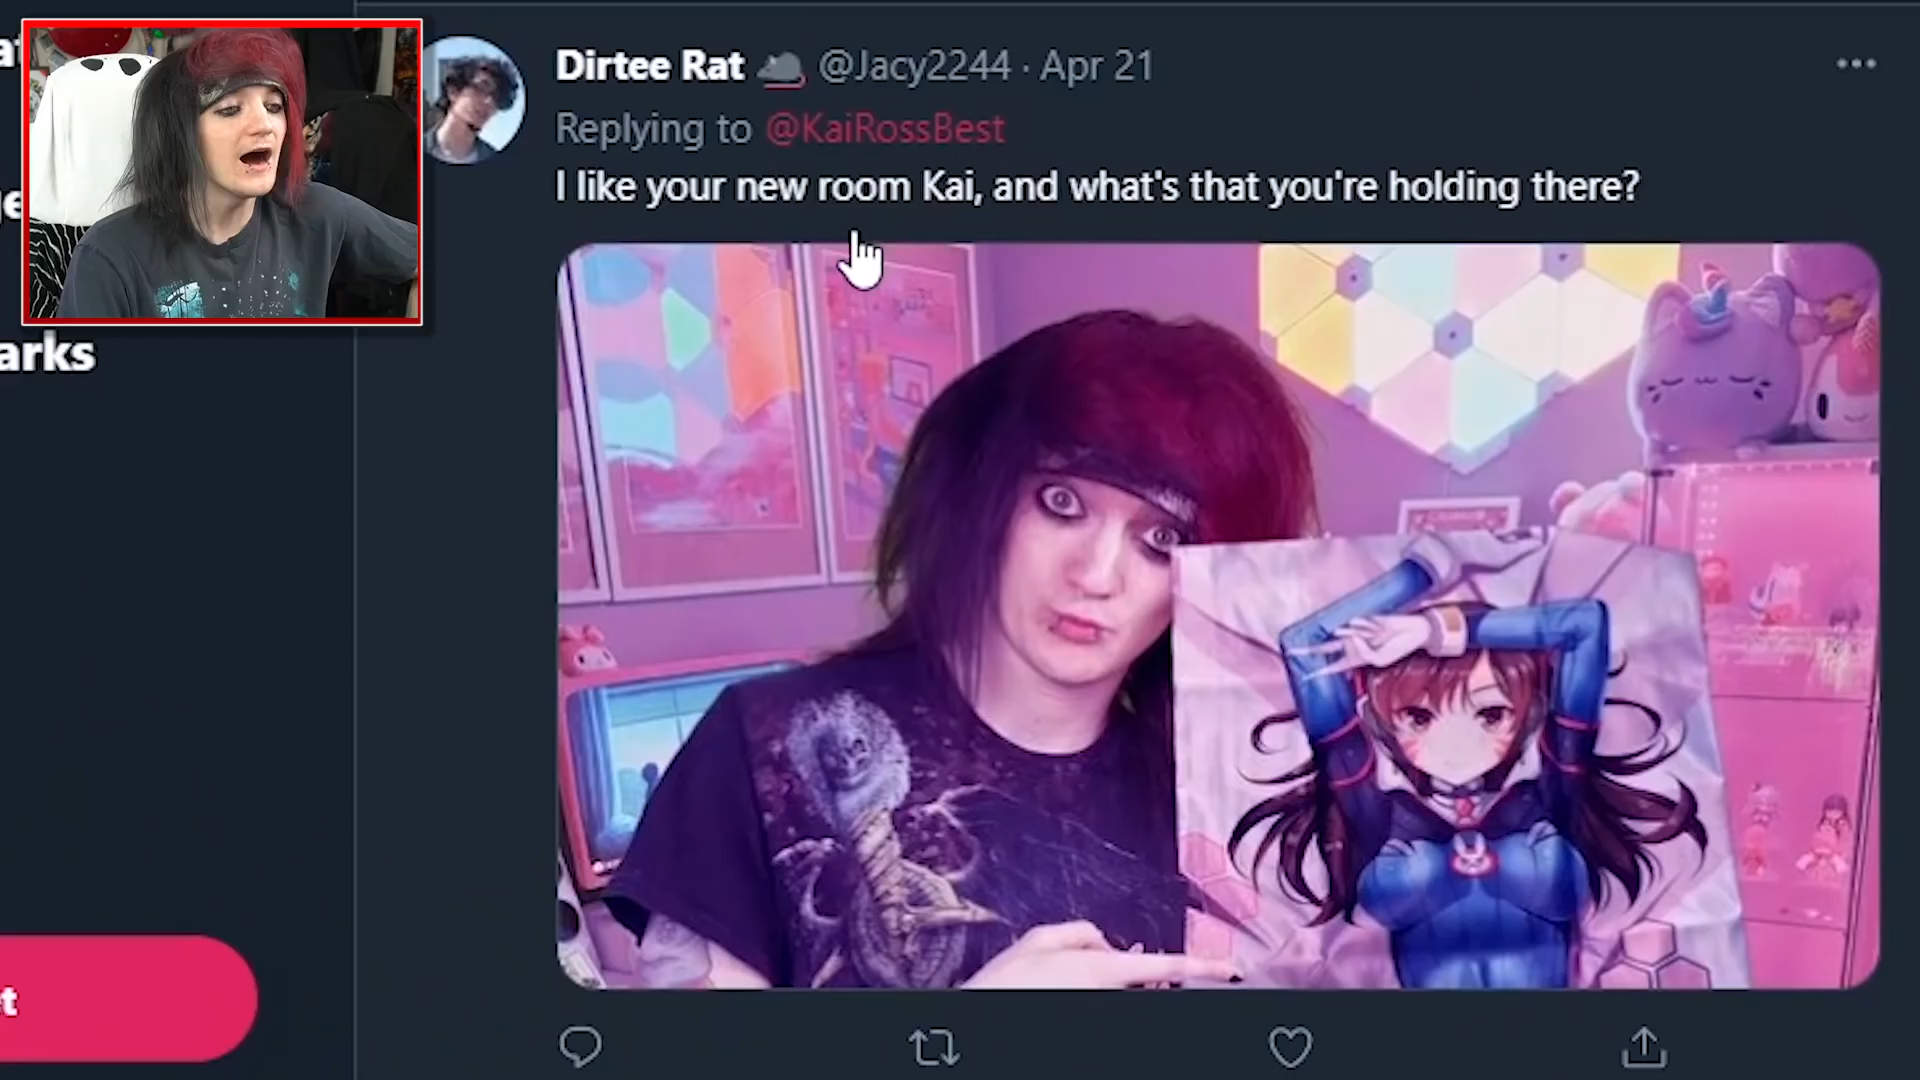 Dirtee Rat 🐀 @Jacy2244 · Apr 21
Replying to @KaiRossBest
I like your new room Kai, and what's that you're holding there?
arks